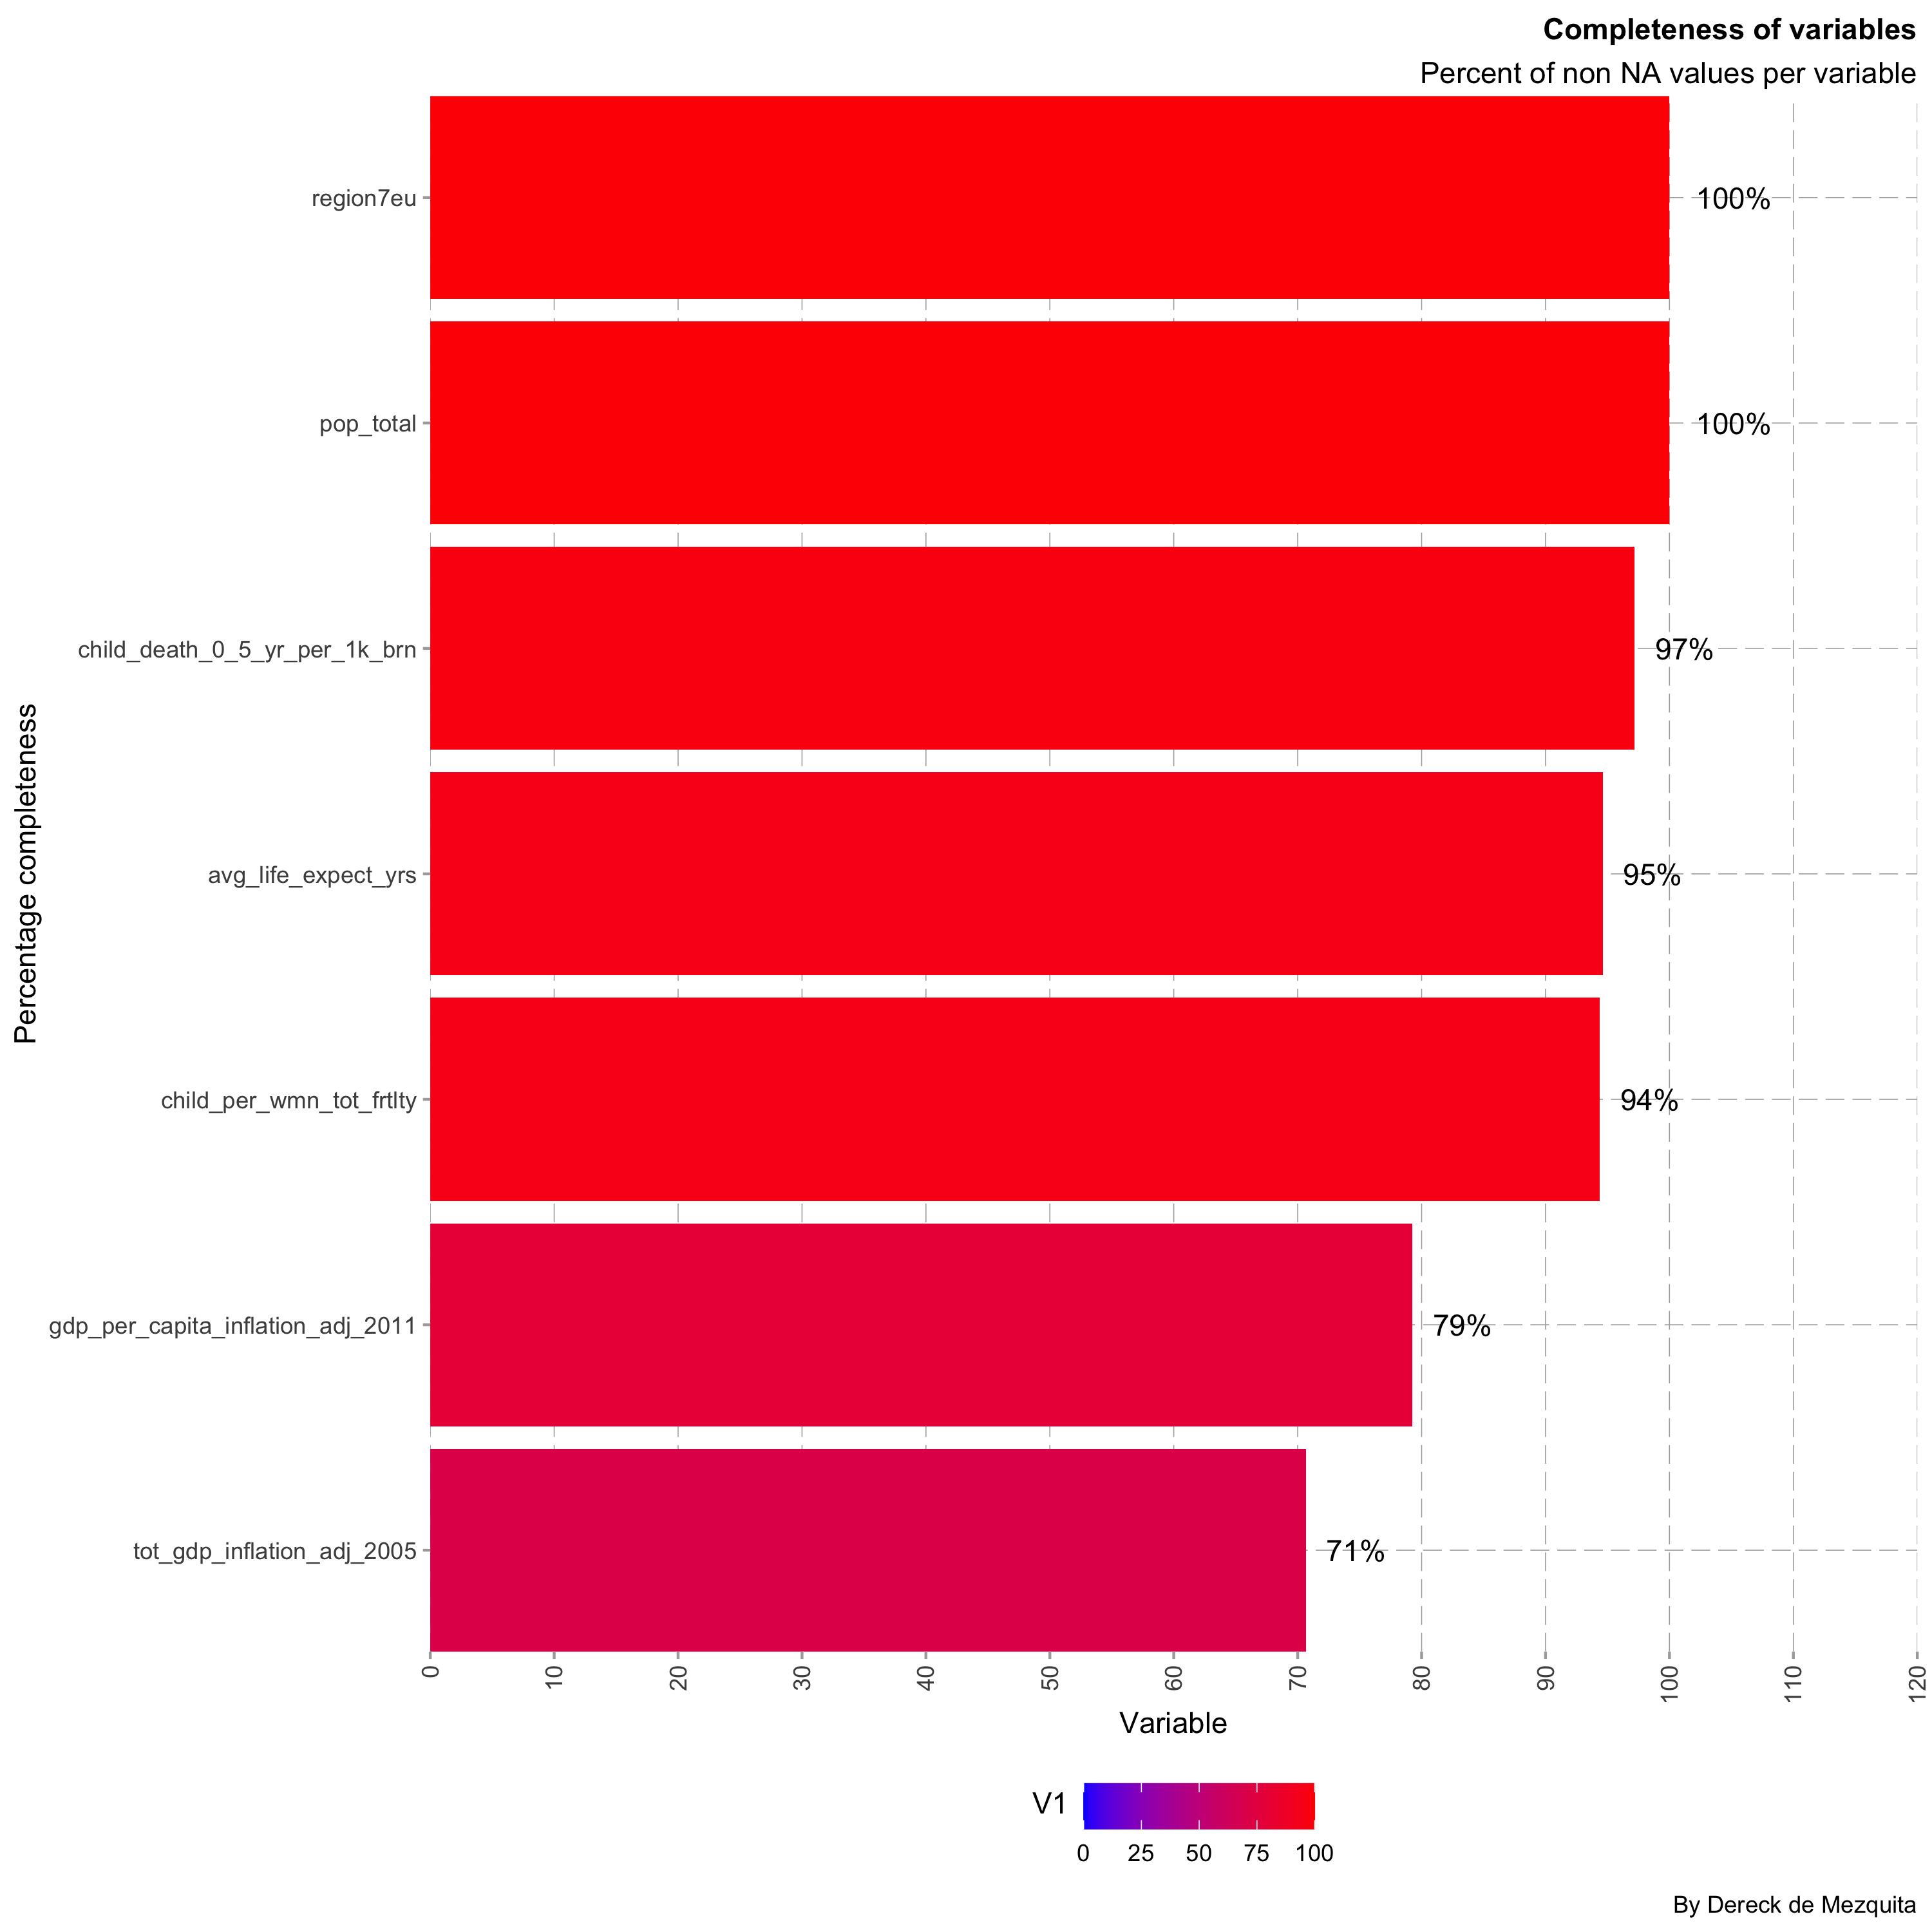 Completeness of variables
Percent of non NA values per variable
Percentage completeness
region7eu 100%
pop_total 100%
child_death_0_5_yr_per_1k_brn 97%
avg_life_expect_yrs 95%
child_per_wmn_tot_frtlty 94%
gdp_per_capita_inflation_adj_2011 79%
tot_gdp_inflation_adj_2005 71%
0 10 20 30 40 50 60 70 80 90 100 110 120
Variable
V1
0 25 50 75 100
By Dereck de Mezquita